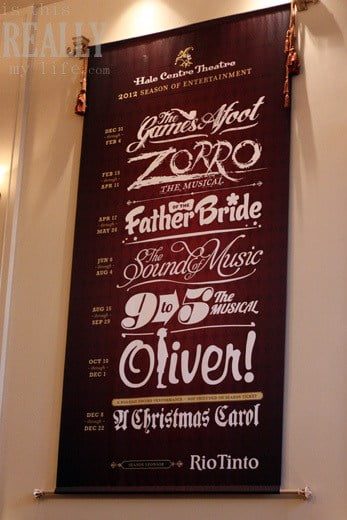 is this
REALLY
my life.com
Hale Centre Theatre
2012 SEASON OF ENTERTAINMENT
DEC 31
through
FEB 4
The Game's Afoot
FEB 15
through
APR 11
ZORRO
THE MUSICAL
APR 17
through
MAY 26
Father OF THE Bride
JUN 6
through
AUG 4
The Sound of Music
AUG 15
through
SEP 29
9 to 5 THE MUSICAL
OCT 10
through
DEC 1
Oliver!
DEC 8
through
DEC 22
A Christmas Carol
SEASON SPONSOR
RioTinto